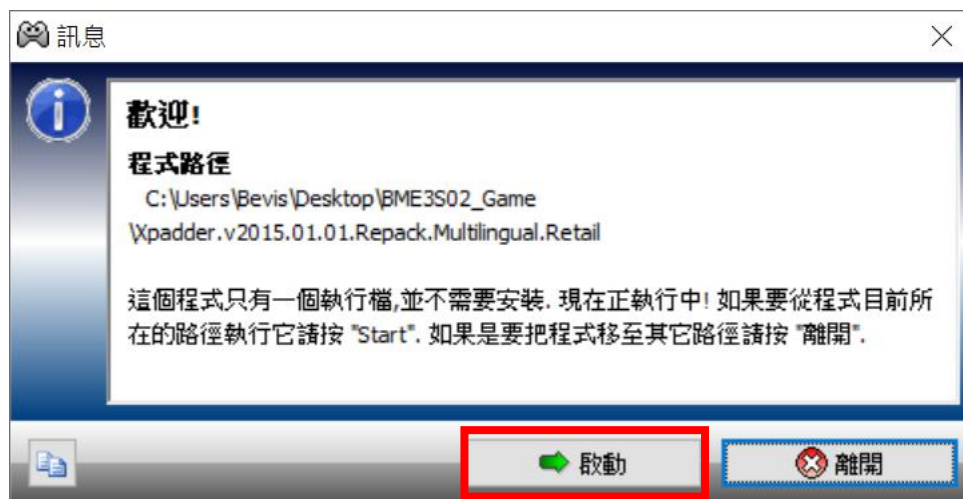 訊息
歡迎!
程式路徑
C:\Users\Bevis\Desktop\BME3S02_Game
\Xpadder.v2015.01.01.Repack.Multilingual.Retail
這個程式只有一個執行檔,並不需要安裝. 現在正執行中! 如果要從程式目前所
在的路徑執行它請按 "Start". 如果是要把程式移至其它路徑請按 "離開".
啟動
離開